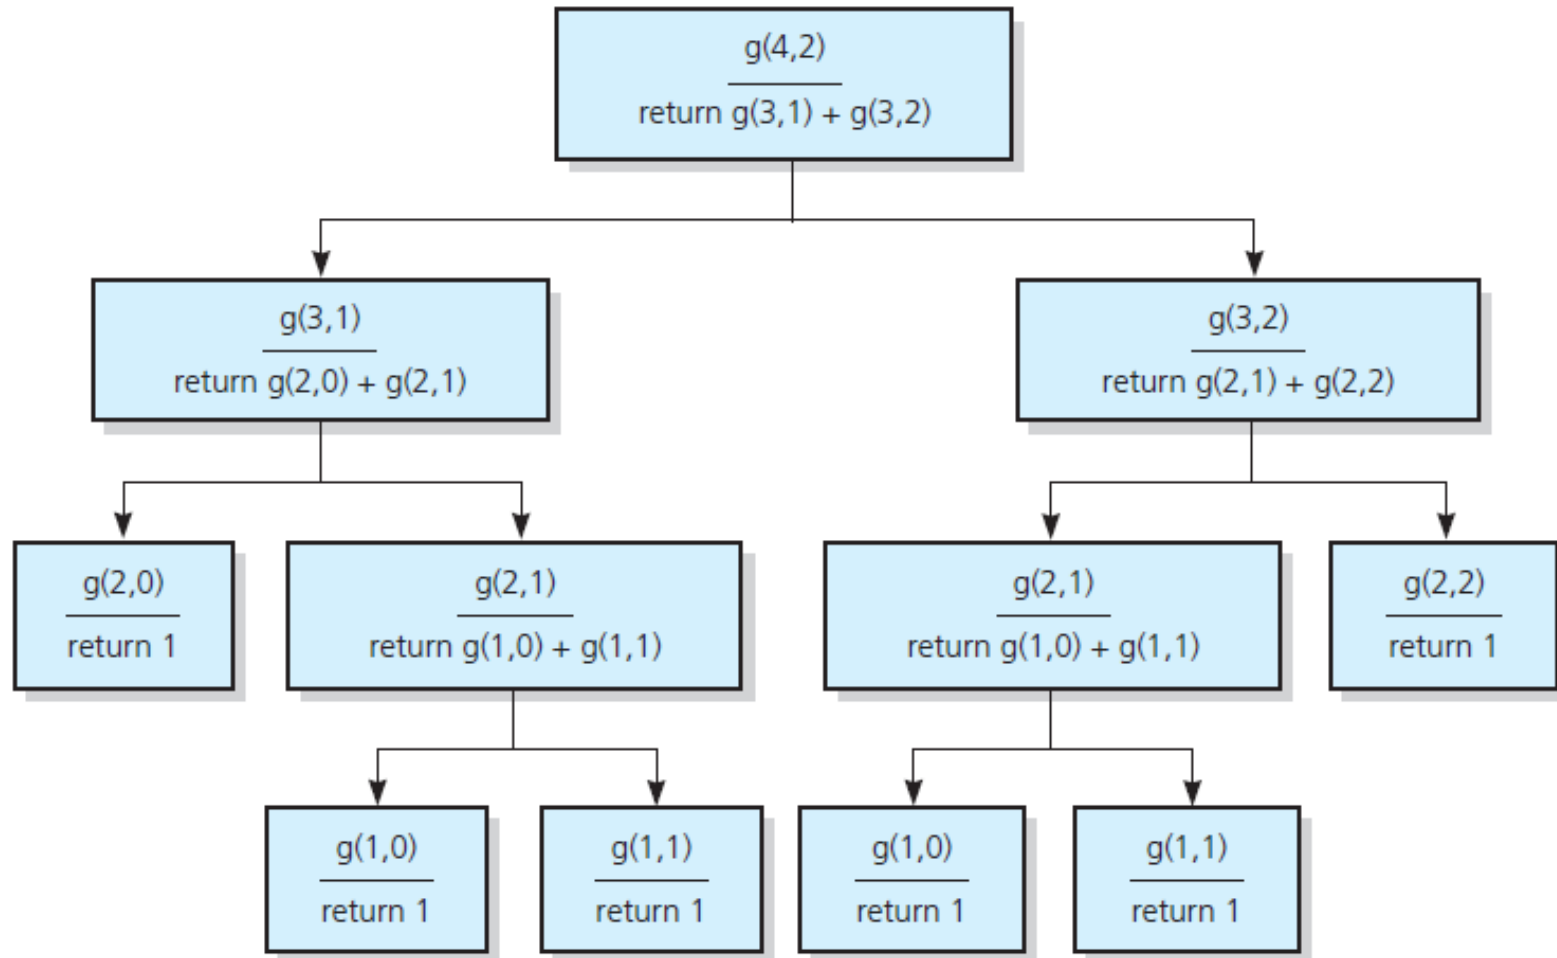 g(4,2)
return g(3,1) + g(3,2)
g(3,1)
return g(2,0) + g(2,1)
g(3,2)
return g(2,1) + g(2,2)
g(2,0)
return 1
g(2,1)
return g(1,0) + g(1,1)
g(2,1)
return g(1,0) + g(1,1)
g(2,2)
return 1
g(1,0)
return 1
g(1,1)
return 1
g(1,0)
return 1
g(1,1)
return 1